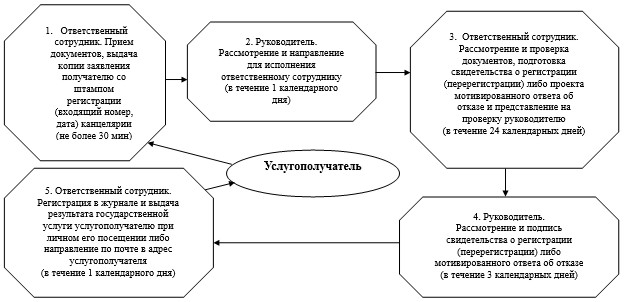 1. Ответственный
сотрудник. Прием
документов, выдача
копии заявления
получателю со
штампом
регистрации
(входящий номер,
дата) канцелярии
(не более 30 мин)
2. Руководитель.
Рассмотрение и направление
для исполнения
ответственному сотруднику
(в течение 1 календарного
дня)
3. Ответственный сотрудник.
Рассмотрение и проверка
документов, подготовка
свидетельства о регистрации
(перерегистрации) либо проекта
мотивированного ответа об
отказе и представление на
проверку руководителю
(в течение 24 календарных дней)
Услугополучатель
4. Руководитель.
Рассмотрение и подпись
свидетельства о регистрации
(перерегистрации) либо
мотивированного ответа об отказе
(в течение 3 календарных дней)
5. Ответственный сотрудник.
Регистрация в журнале и выдача
результата государственной
услуги услугополучателю при
личном его посещении либо
направление по почте в адрес
услугополучателя
(в течение 1 календарного дня)